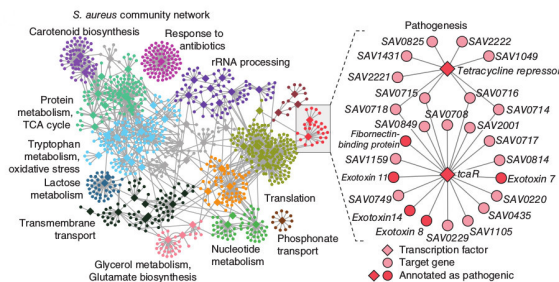 S. aureus community network
Carotenoid biosynthesis
Response to
antibiotics
rRNA processing
Protein
metabolism,
TCA cycle
Tryptophan
metabolism,
oxidative stress
Lactose
metabolism
Transmembrane
transport
Glycerol metabolism,
Glutamate biosynthesis
Nucleotide
metabolism
Phosphonate
transport
Translation
Pathogenesis
SAV0825
SAV2222
SAV1431
SAV1049
Tetracycline repressor
SAV2221
SAV0715
SAV0716
SAV0718
SAV0708
SAV0714
SAV0849
SAV2001
Fibornectin-
binding protein
SAV0717
SAV1159
SAV0814
Exotoxin 11
tcaR
Exotoxin 7
SAV0749
SAV0220
Exotoxin14
SAV0435
Exotoxin 8
SAV1105
SAV0229
Transcription factor
Target gene
Annotated as pathogenic